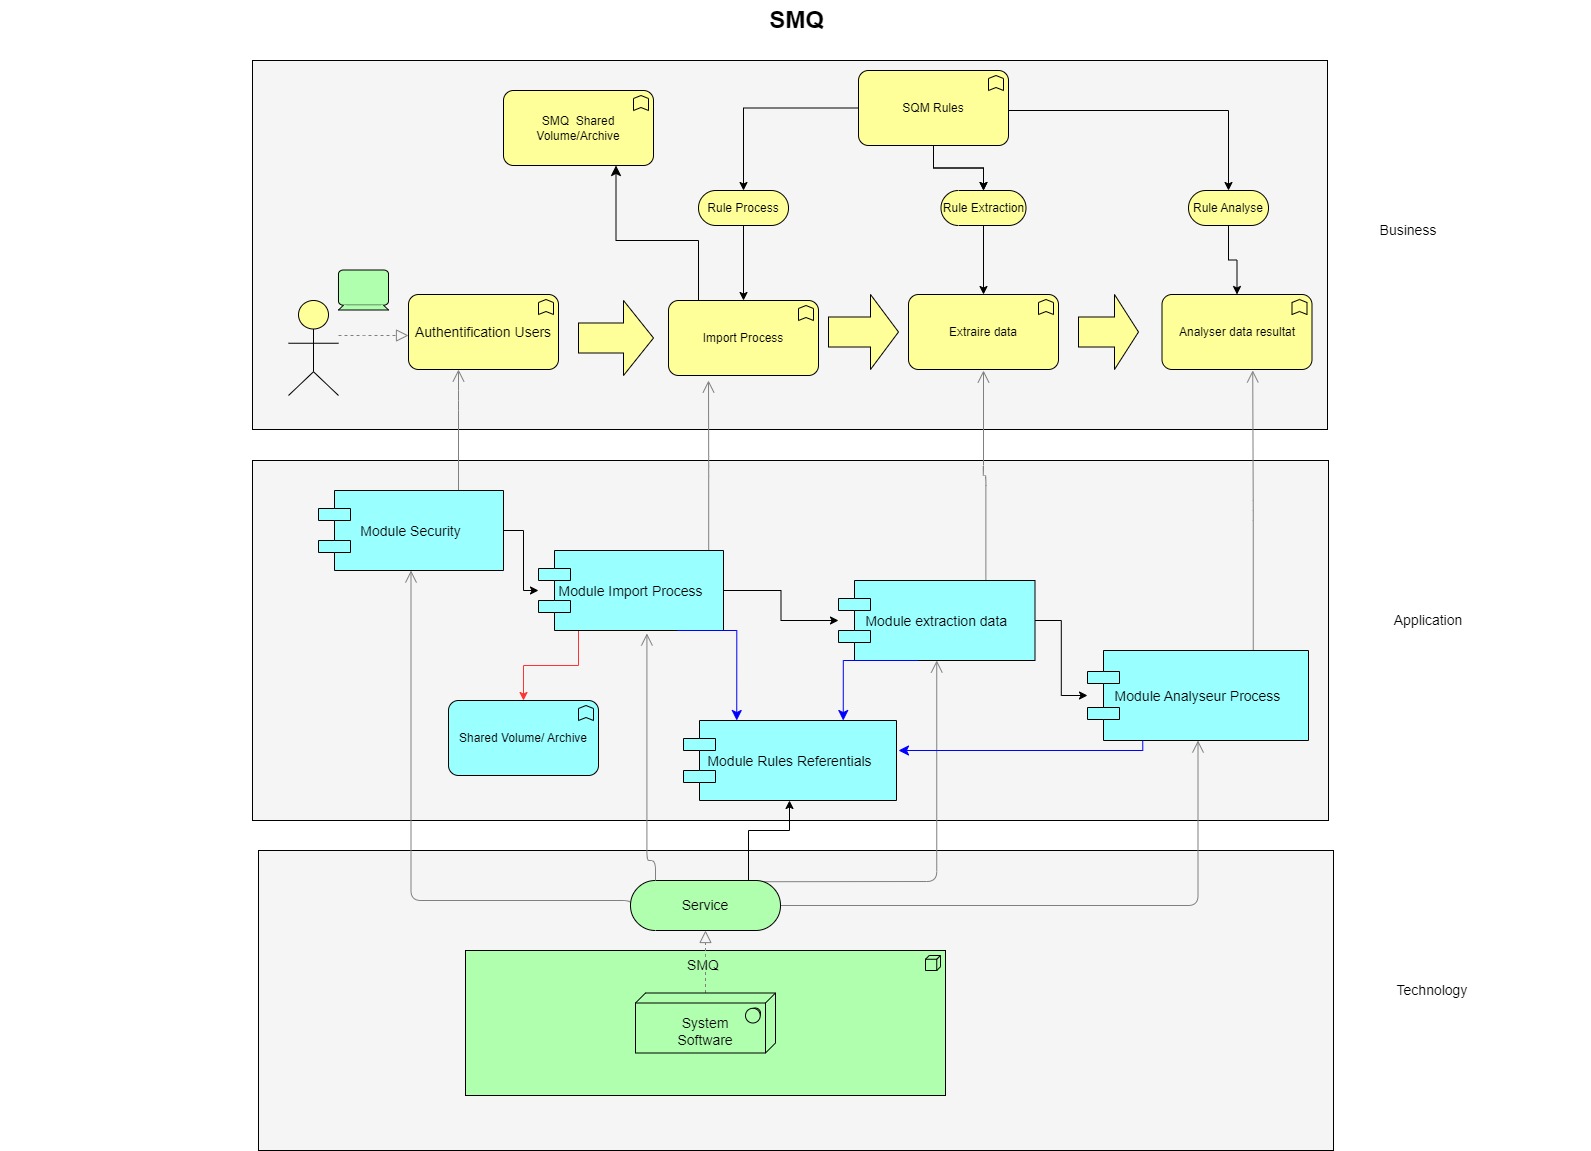 SMQ
SMQ Shared
Volume/Archive
SQM Rules
Rule Process
Rule Extraction
Rule Analyse
Business
Authentification Users
Import Process
Extraire data
Analyser data resultat
Module Security
Module Import Process
Module extraction data
Application
Module Analyseur Process
Shared Volume/ Archive
Module Rules Referentials
Service
SMQ
Technology
System
Software